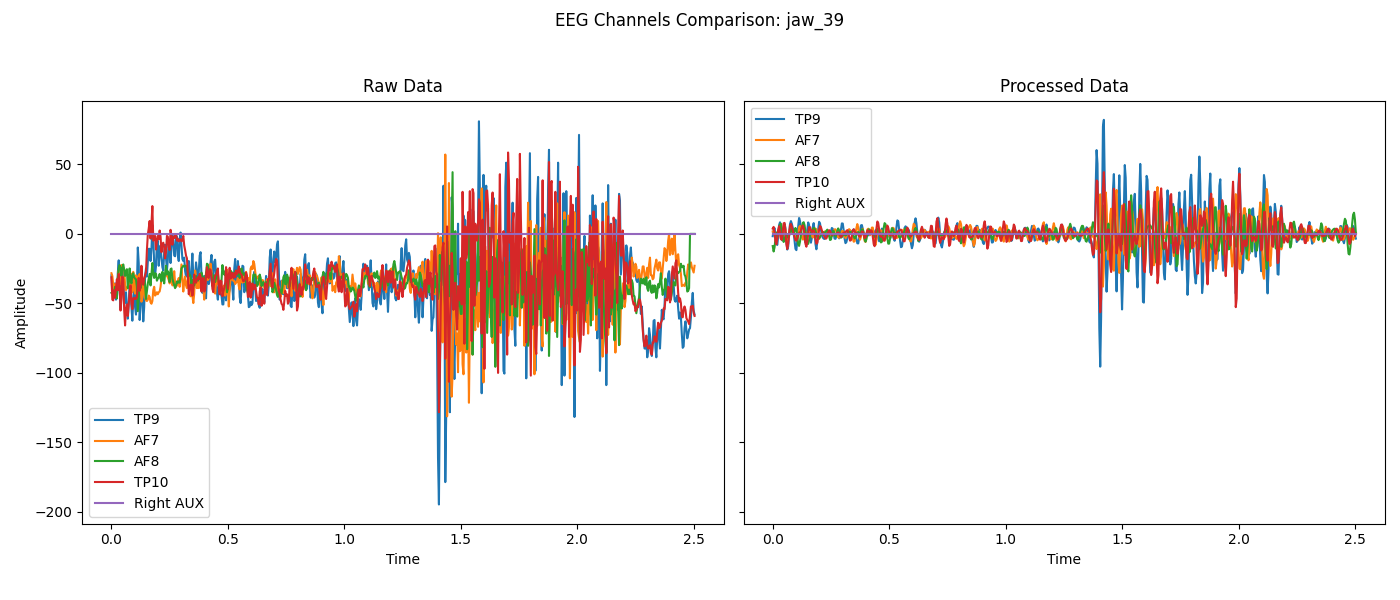 EEG Channels Comparison: jaw_39
Raw Data
Amplitude
50
0
−50
−100
−150
−200
TP9
AF7
AF8
TP10
Right AUX
0.0 0.5 1.0 1.5 2.0 2.5
Time
Processed Data
TP9
AF7
AF8
TP10
Right AUX
0.0 0.5 1.0 1.5 2.0 2.5
Time